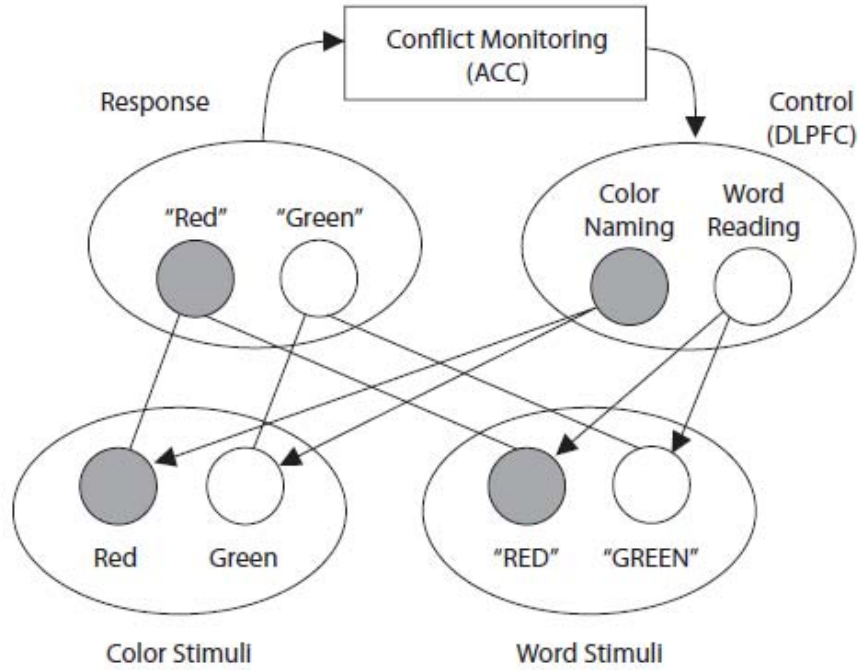 Conflict Monitoring
(ACC)
Response
Control
(DLPFC)
“Red”
“Green”
Color
Naming
Word
Reading
Red
Green
“RED”
“GREEN”
Color Stimuli
Word Stimuli